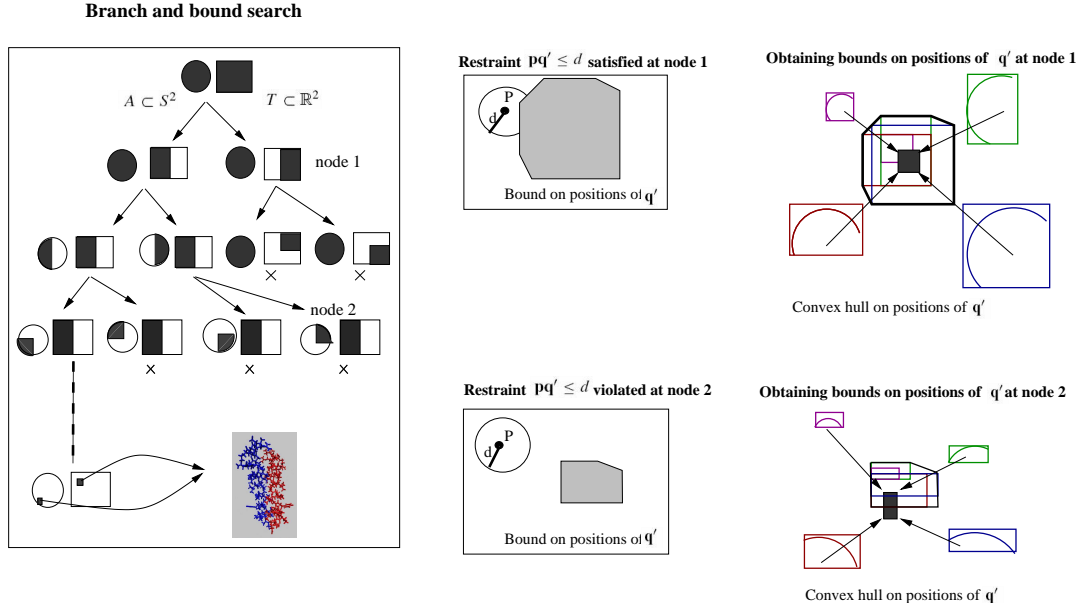 Branch and bound search
A ⊂ S²
T ⊂ ℝ²
node 1
node 2
Restraint pq′ ≤ d satisfied at node 1
P
d
Bound on positions of q′
Restraint pq′ ≤ d violated at node 2
P
d
Bound on positions of q′
Obtaining bounds on positions of q′ at node 1
Convex hull on positions of q′
Obtaining bounds on positions of q′ at node 2
Convex hull on positions of q′